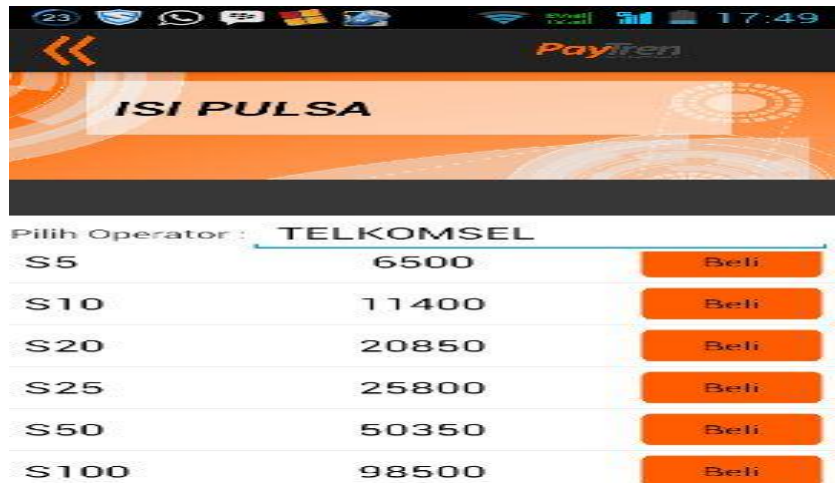 23 17:49
PayTren
ISI PULSA
Pilih Operator : TELKOMSEL
S5 6500 Beli
S10 11400 Beli
S20 20850 Beli
S25 25800 Beli
S50 50350 Beli
S100 98500 Beli